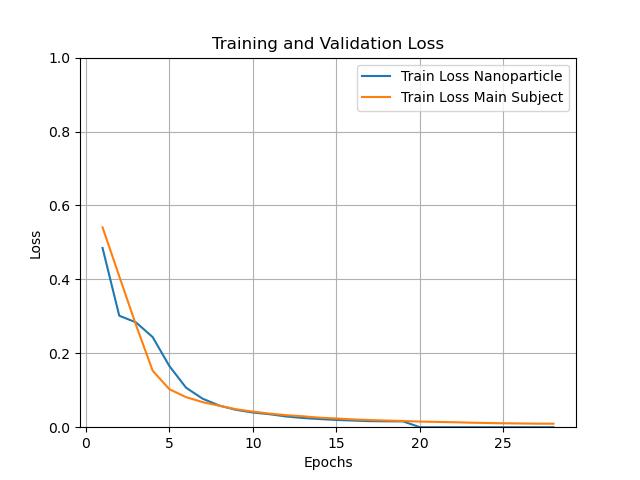 Training and Validation Loss
Train Loss Nanoparticle
Train Loss Main Subject
1.0
0.8
0.6
0.4
0.2
0.0
Loss
0 5 10 15 20 25
Epochs